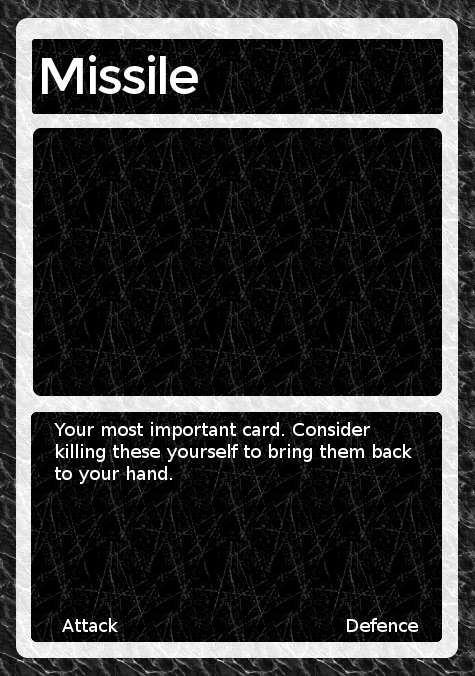 Missile
Your most important card. Consider
killing these yourself to bring them back
to your hand.
Attack Defence